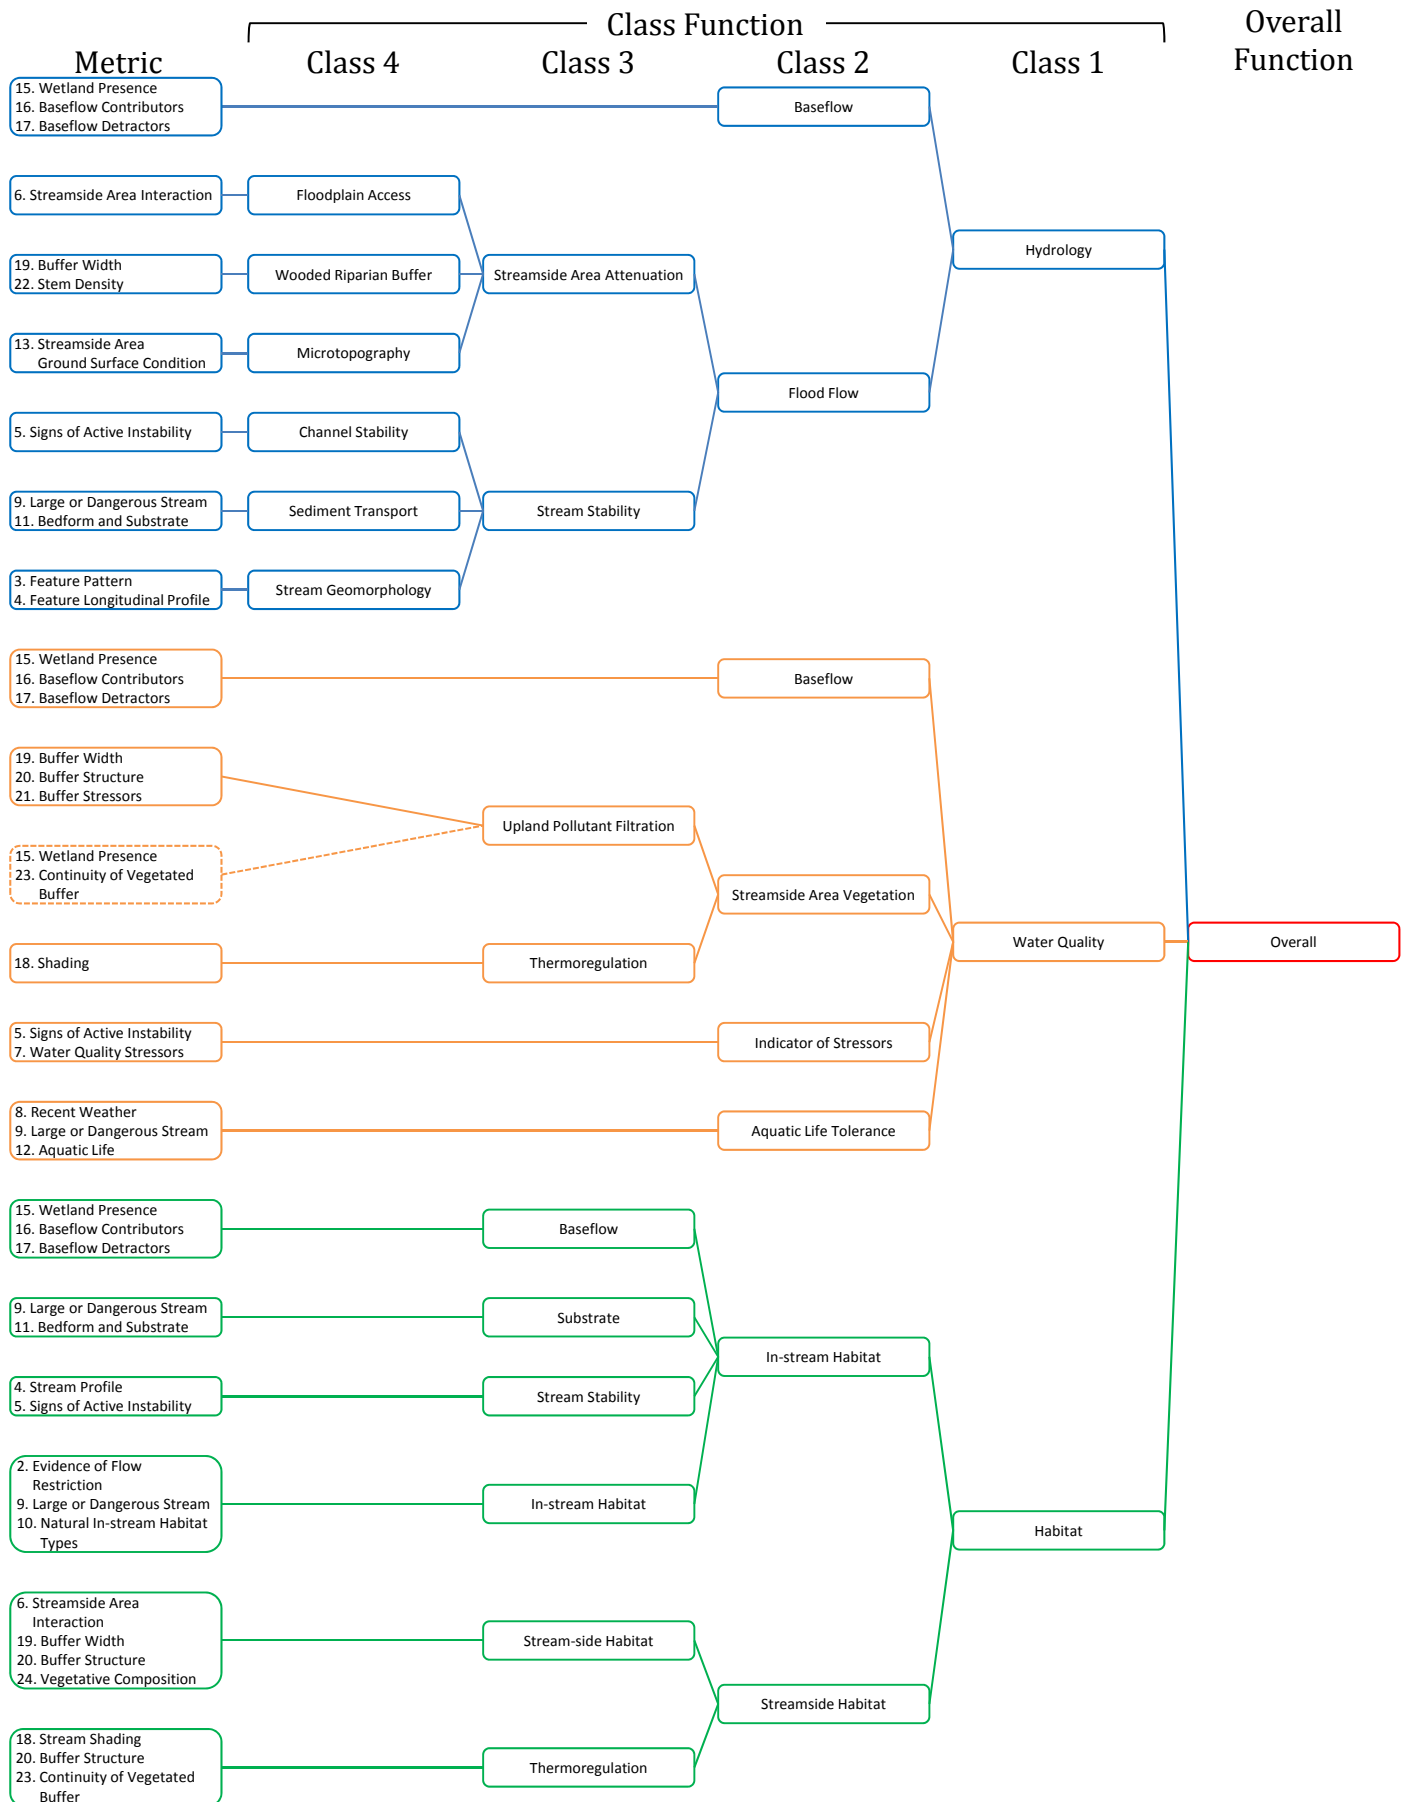 Class Function
Overall
Function
Metric
Class 4
Class 3
Class 2
Class 1
15. Wetland Presence
16. Baseflow Contributors
17. Baseflow Detractors
Baseflow
6. Streamside Area Interaction
Floodplain Access
Hydrology
19. Buffer Width
22. Stem Density
Wooded Riparian Buffer
Streamside Area Attenuation
13. Streamside Area
Ground Surface Condition
Microtopography
Flood Flow
5. Signs of Active Instability
Channel Stability
9. Large or Dangerous Stream
11. Bedform and Substrate
Sediment Transport
Stream Stability
3. Feature Pattern
4. Feature Longitudinal Profile
Stream Geomorphology
15. Wetland Presence
16. Baseflow Contributors
17. Baseflow Detractors
Baseflow
19. Buffer Width
20. Buffer Structure
21. Buffer Stressors
Upland Pollutant Filtration
15. Wetland Presence
23. Continuity of Vegetated
Buffer
Streamside Area Vegetation
Water Quality
Overall
18. Shading
Thermoregulation
5. Signs of Active Instability
7. Water Quality Stressors
Indicator of Stressors
8. Recent Weather
9. Large or Dangerous Stream
12. Aquatic Life
Aquatic Life Tolerance
15. Wetland Presence
16. Baseflow Contributors
17. Baseflow Detractors
Baseflow
9. Large or Dangerous Stream
11. Bedform and Substrate
Substrate
In-stream Habitat
4. Stream Profile
5. Signs of Active Instability
Stream Stability
2. Evidence of Flow
Restriction
9. Large or Dangerous Stream
10. Natural In-stream Habitat
Types
In-stream Habitat
Habitat
6. Streamside Area
Interaction
19. Buffer Width
20. Buffer Structure
24. Vegetative Composition
Stream-side Habitat
Streamside Habitat
18. Stream Shading
20. Buffer Structure
23. Continuity of Vegetated
Buffer
Thermoregulation